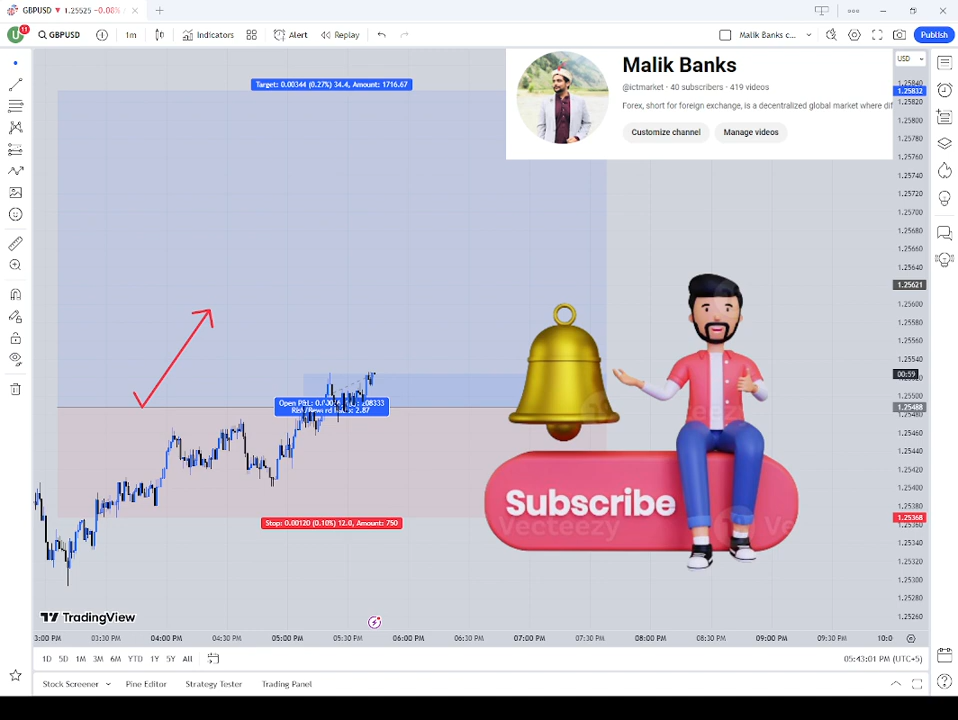 GBPUSD ▼ 1.25525 −0.08%
11
GBPUSD
1m
Indicators
Alert
Replay
Malik Banks c...
Publish
USD
Target: 0.00344 (0.27%) 34.4, Amount: 1716.67
Malik Banks
@ictmarket · 40 subscribers · 419 videos
Forex, short for foreign exchange, is a decentralized global market where dif
Customize channel
Manage videos
1.25840
1.25832
1.25820
1.25800
1.25780
1.25760
1.25740
1.25720
1.25700
1.25680
1.25660
1.25640
1.25621
1.25600
1.25580
1.25560
1.25540
00:59
1.25488
1.25460
1.25440
1.25420
1.25400
1.25368
1.25340
1.25320
1.25300
1.25280
1.25260
Risk/Reward Ratio: 2.87
Subscribe
Vecteezy
Stop: 0.00120 (0.10%) 12.0, Amount: 750
TradingView
3:00 PM
03:30 PM
04:00 PM
04:30 PM
05:00 PM
05:30 PM
06:00 PM
06:30 PM
07:00 PM
07:30 PM
08:00 PM
08:30 PM
09:00 PM
09:30 PM
10:0
1D 5D 1M 3M 6M YTD 1Y 5Y All
05:43:01 PM (UTC+5)
Stock Screener
Pine Editor
Strategy Tester
Trading Panel